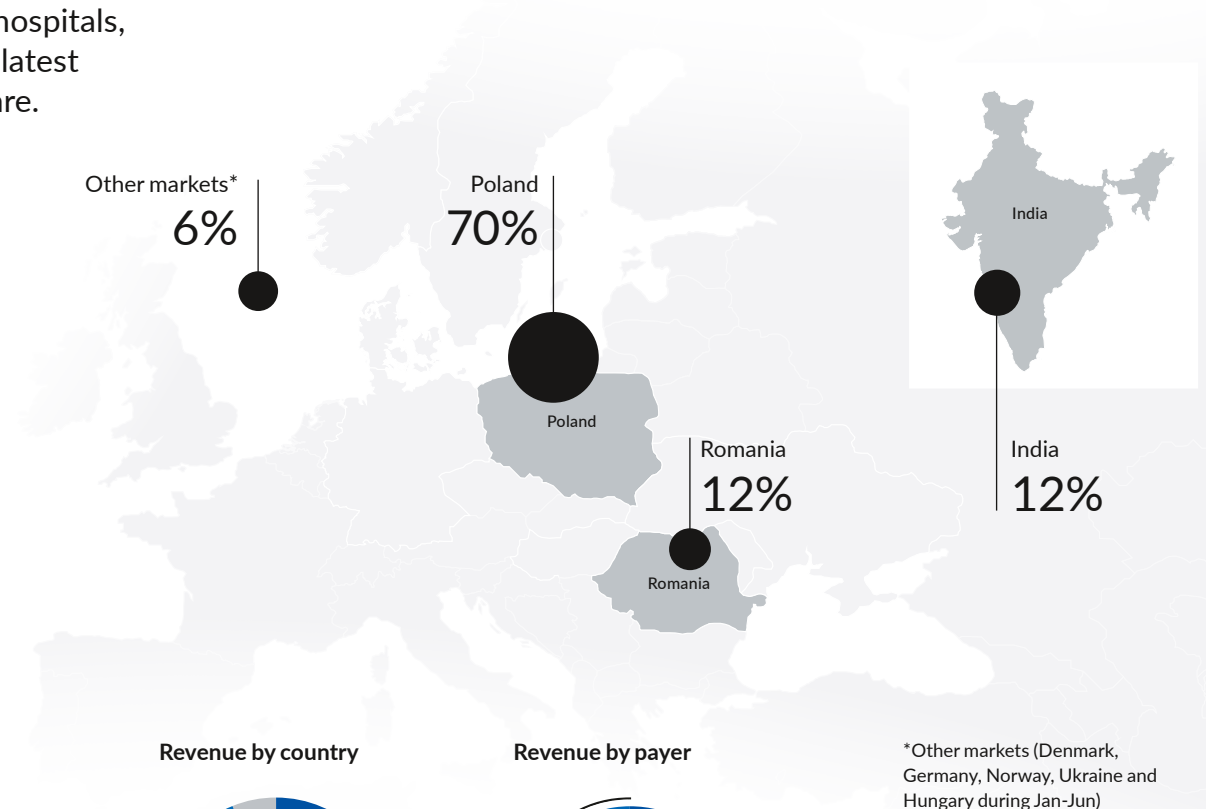 hospitals,
latest
Other markets*
6%
Poland
70%
India
Poland
Romania
12%
India
12%
Romania
Revenue by country
Revenue by payer
*Other markets (Denmark,
Germany, Norway, Ukraine and
Hungary during Jan-Jun)